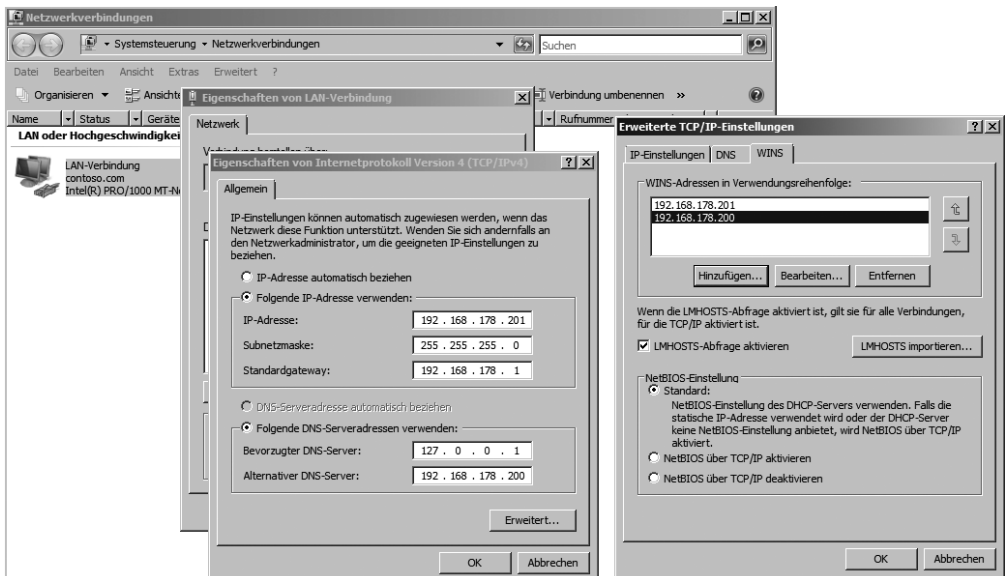 Netzwerkverbindungen
Systemsteuerung
Netzwerkverbindungen
Suchen
Datei Bearbeiten Ansicht Extras Erweitert ?
Organisieren
Verbindung umbenennen »
Name Status
LAN oder Hochgeschwindigkei
LAN-Verbindung
contoso.com
Intel(R) PRO/1000 MT-N
Eigenschaften von LAN-Verbindung
Netzwerk
Eigenschaften von Internetprotokoll Version 4 (TCP/IPv4)
Allgemein
IP-Einstellungen können automatisch zugewiesen werden, wenn das
Netzwerk diese Funktion unterstützt. Wenden Sie sich andernfalls an
den Netzwerkadministrator, um die geeigneten IP-Einstellungen zu
beziehen.
IP-Adresse automatisch beziehen
Folgende IP-Adresse verwenden:
IP-Adresse: 192 . 168 . 178 . 201
Subnetzmaske: 255 . 255 . 255 . 0
Standardgateway: 192 . 168 . 178 . 1
DNS-Serveradresse automatisch beziehen
Folgende DNS-Serveradressen verwenden:
Bevorzugter DNS-Server: 127 . 0 . 0 . 1
Alternativer DNS-Server: 192 . 168 . 178 . 200
Erweitert...
OK Abbrechen
Erweiterte TCP/IP-Einstellungen
IP-Einstellungen DNS WINS
WINS-Adressen in Verwendungsreihenfolge:
192.168.178.201
192.168.178.200
Hinzufügen... Bearbeiten... Entfernen
Wenn die LMHOSTS-Abfrage aktiviert ist, gilt sie für alle Verbindungen,
für die TCP/IP aktiviert ist.
LMHOSTS-Abfrage aktivieren LMHOSTS importieren...
NetBIOS-Einstellung
Standard:
NetBIOS-Einstellung des DHCP-Servers verwenden. Falls die
statische IP-Adresse verwendet wird oder der DHCP-Server
keine NetBIOS-Einstellung anbietet, wird NetBIOS über TCP/IP
aktiviert.
NetBIOS über TCP/IP aktivieren
NetBIOS über TCP/IP deaktivieren
OK Abbrechen